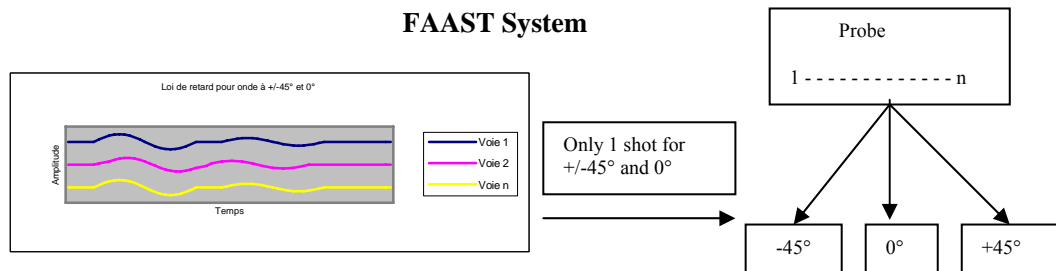 FAAST System
Loi de retard pour onde à +/-45° et 0°
Amplitude
Temps
Voie 1
Voie 2
Voie n
Only 1 shot for
+/-45° and 0°
Probe
1 - - - - - - - - - - - - - n
-45°
0°
+45°